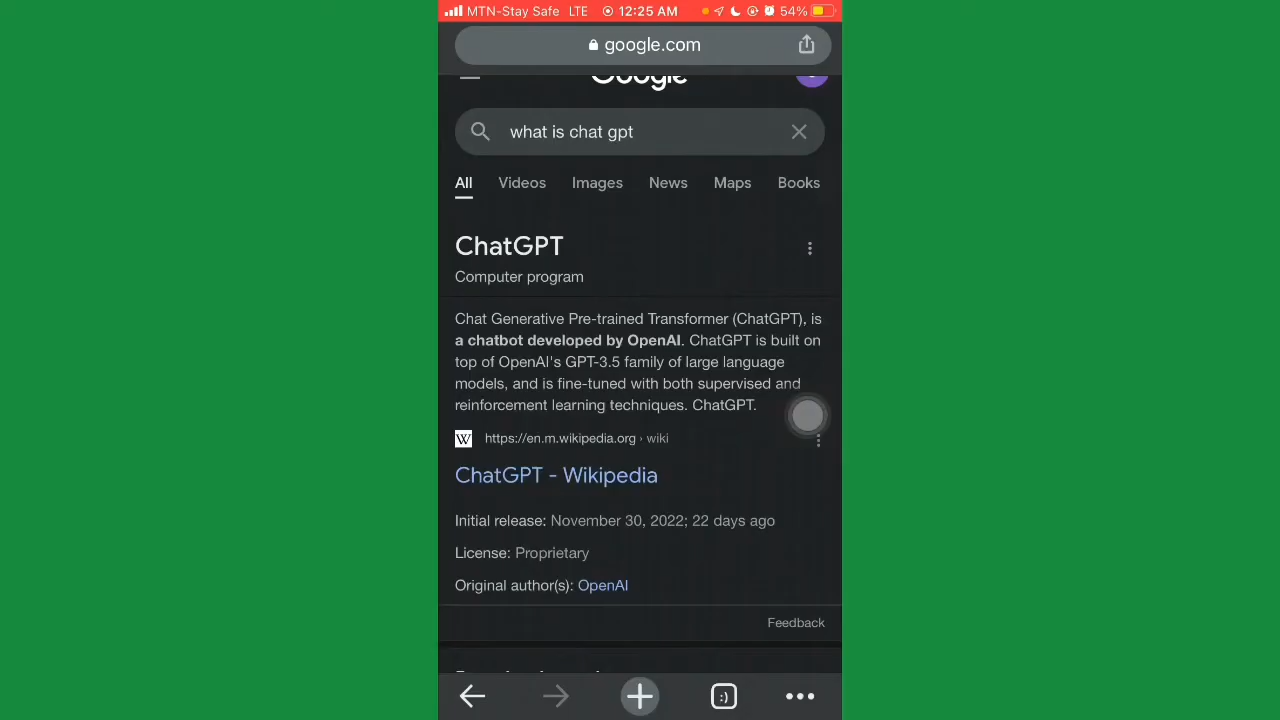 MTN-Stay Safe LTE 12:25 AM 54%
google.com
Google
what is chat gpt
All Videos Images News Maps Books
ChatGPT
Computer program
Chat Generative Pre-trained Transformer (ChatGPT), is
a chatbot developed by OpenAI. ChatGPT is built on
top of OpenAI's GPT-3.5 family of large language
models, and is fine-tuned with both supervised and
reinforcement learning techniques. ChatGPT.
W https://en.m.wikipedia.org › wiki
ChatGPT - Wikipedia
Initial release: November 30, 2022; 22 days ago
License: Proprietary
Original author(s): OpenAI
Feedback
:)